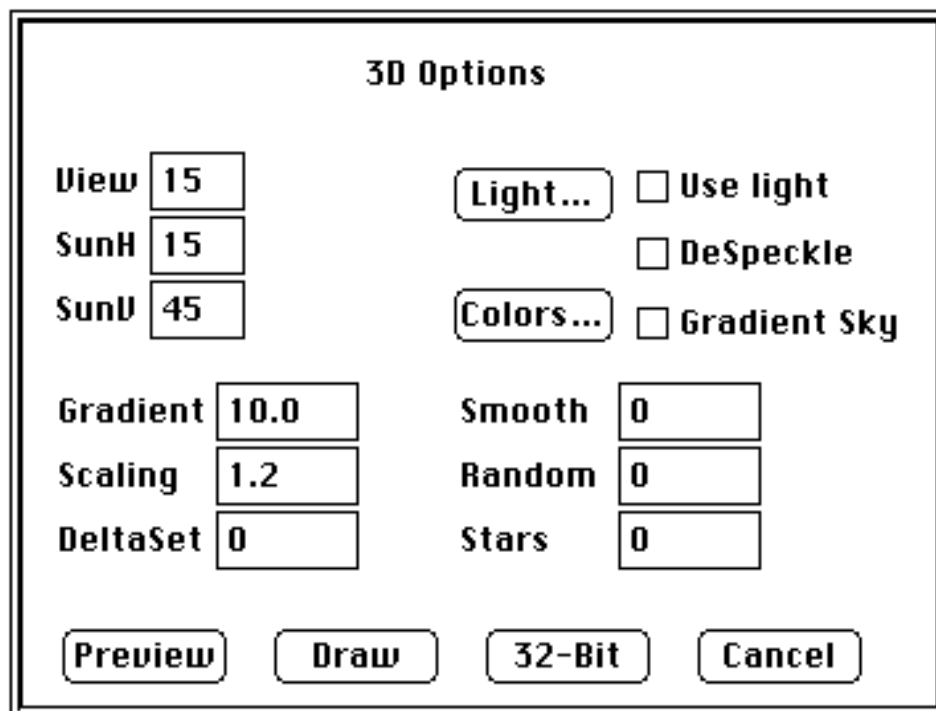 3D Options
View 15
SunH 15
SunV 45
Light...
Use light
DeSpeckle
Colors...
Gradient Sky
Gradient 10.0
Scaling 1.2
DeltaSet 0
Smooth 0
Random 0
Stars 0
Preview Draw 32-Bit Cancel